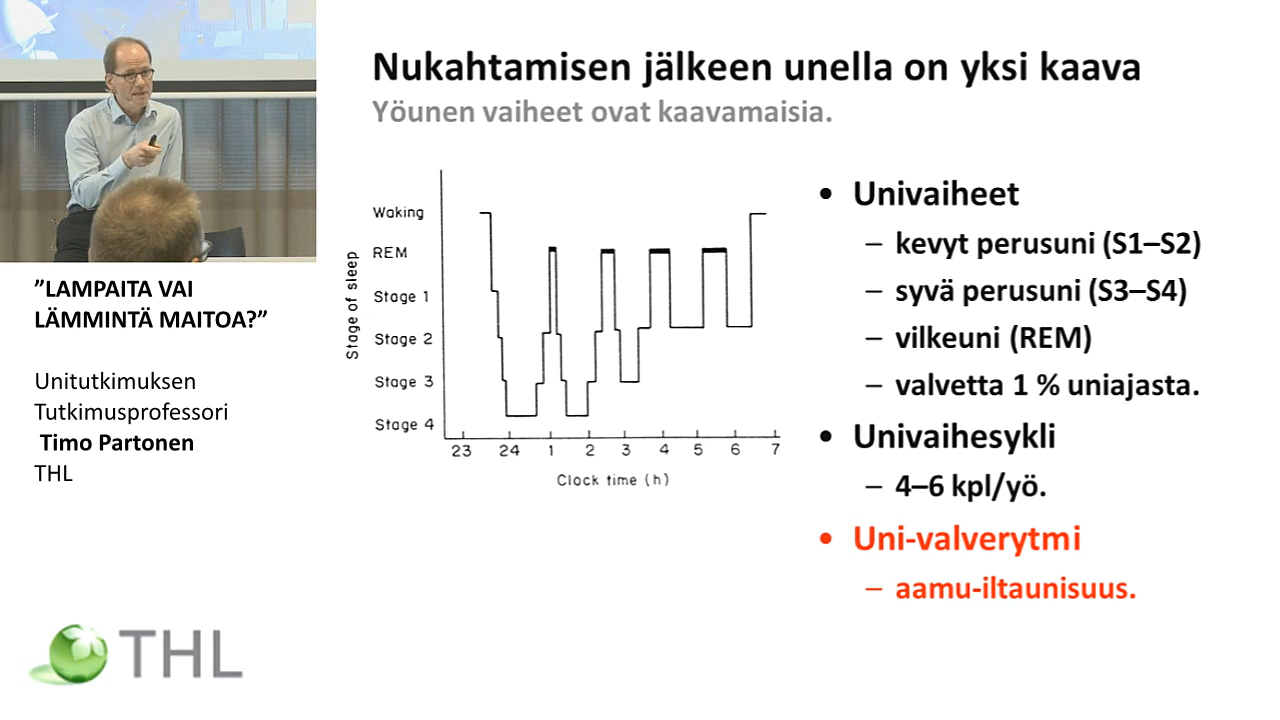 Nukahtamisen jälkeen unella on yksi kaava
Yöunen vaiheet ovat kaavamaisia.
Stage of sleep
Waking
REM
Stage 1
Stage 2
Stage 3
Stage 4
23 24 1 2 3 4 5 6 7
Clock time (h)
• Univaiheet
– kevyt perusuni (S1–S2)
– syvä perusuni (S3–S4)
– vilkeuni (REM)
– valvetta 1 % uniajasta.
• Univaihesykli
– 4–6 kpl/yö.
• Uni-valverytmi
– aamu-iltaunisuus.
”LAMPAITA VAI
LÄMMINTÄ MAITOA?”
Unitutkimuksen
Tutkimusprofessori
Timo Partonen
THL
THL